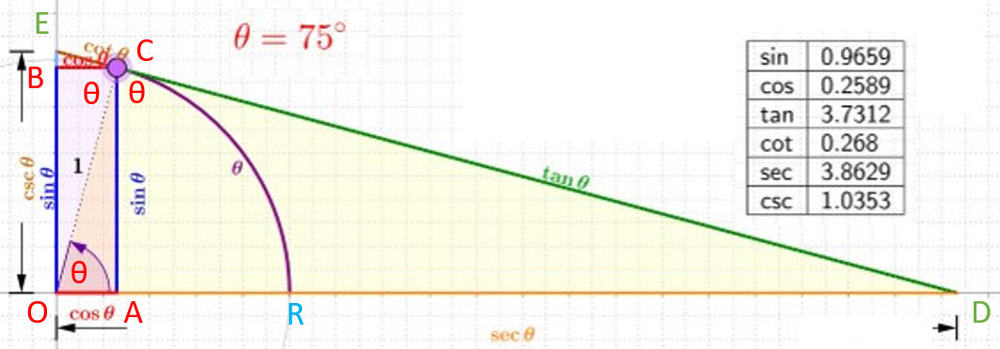 E
cot θ
C
θ = 75°
cos θ
B
θ
θ
sin 0.9659
cos 0.2589
tan 3.7312
cot 0.268
sec 3.8629
csc 1.0353
csc θ
sin θ
1
sin θ
θ
tan θ
θ
O
cos θ
A
R
D
sec θ